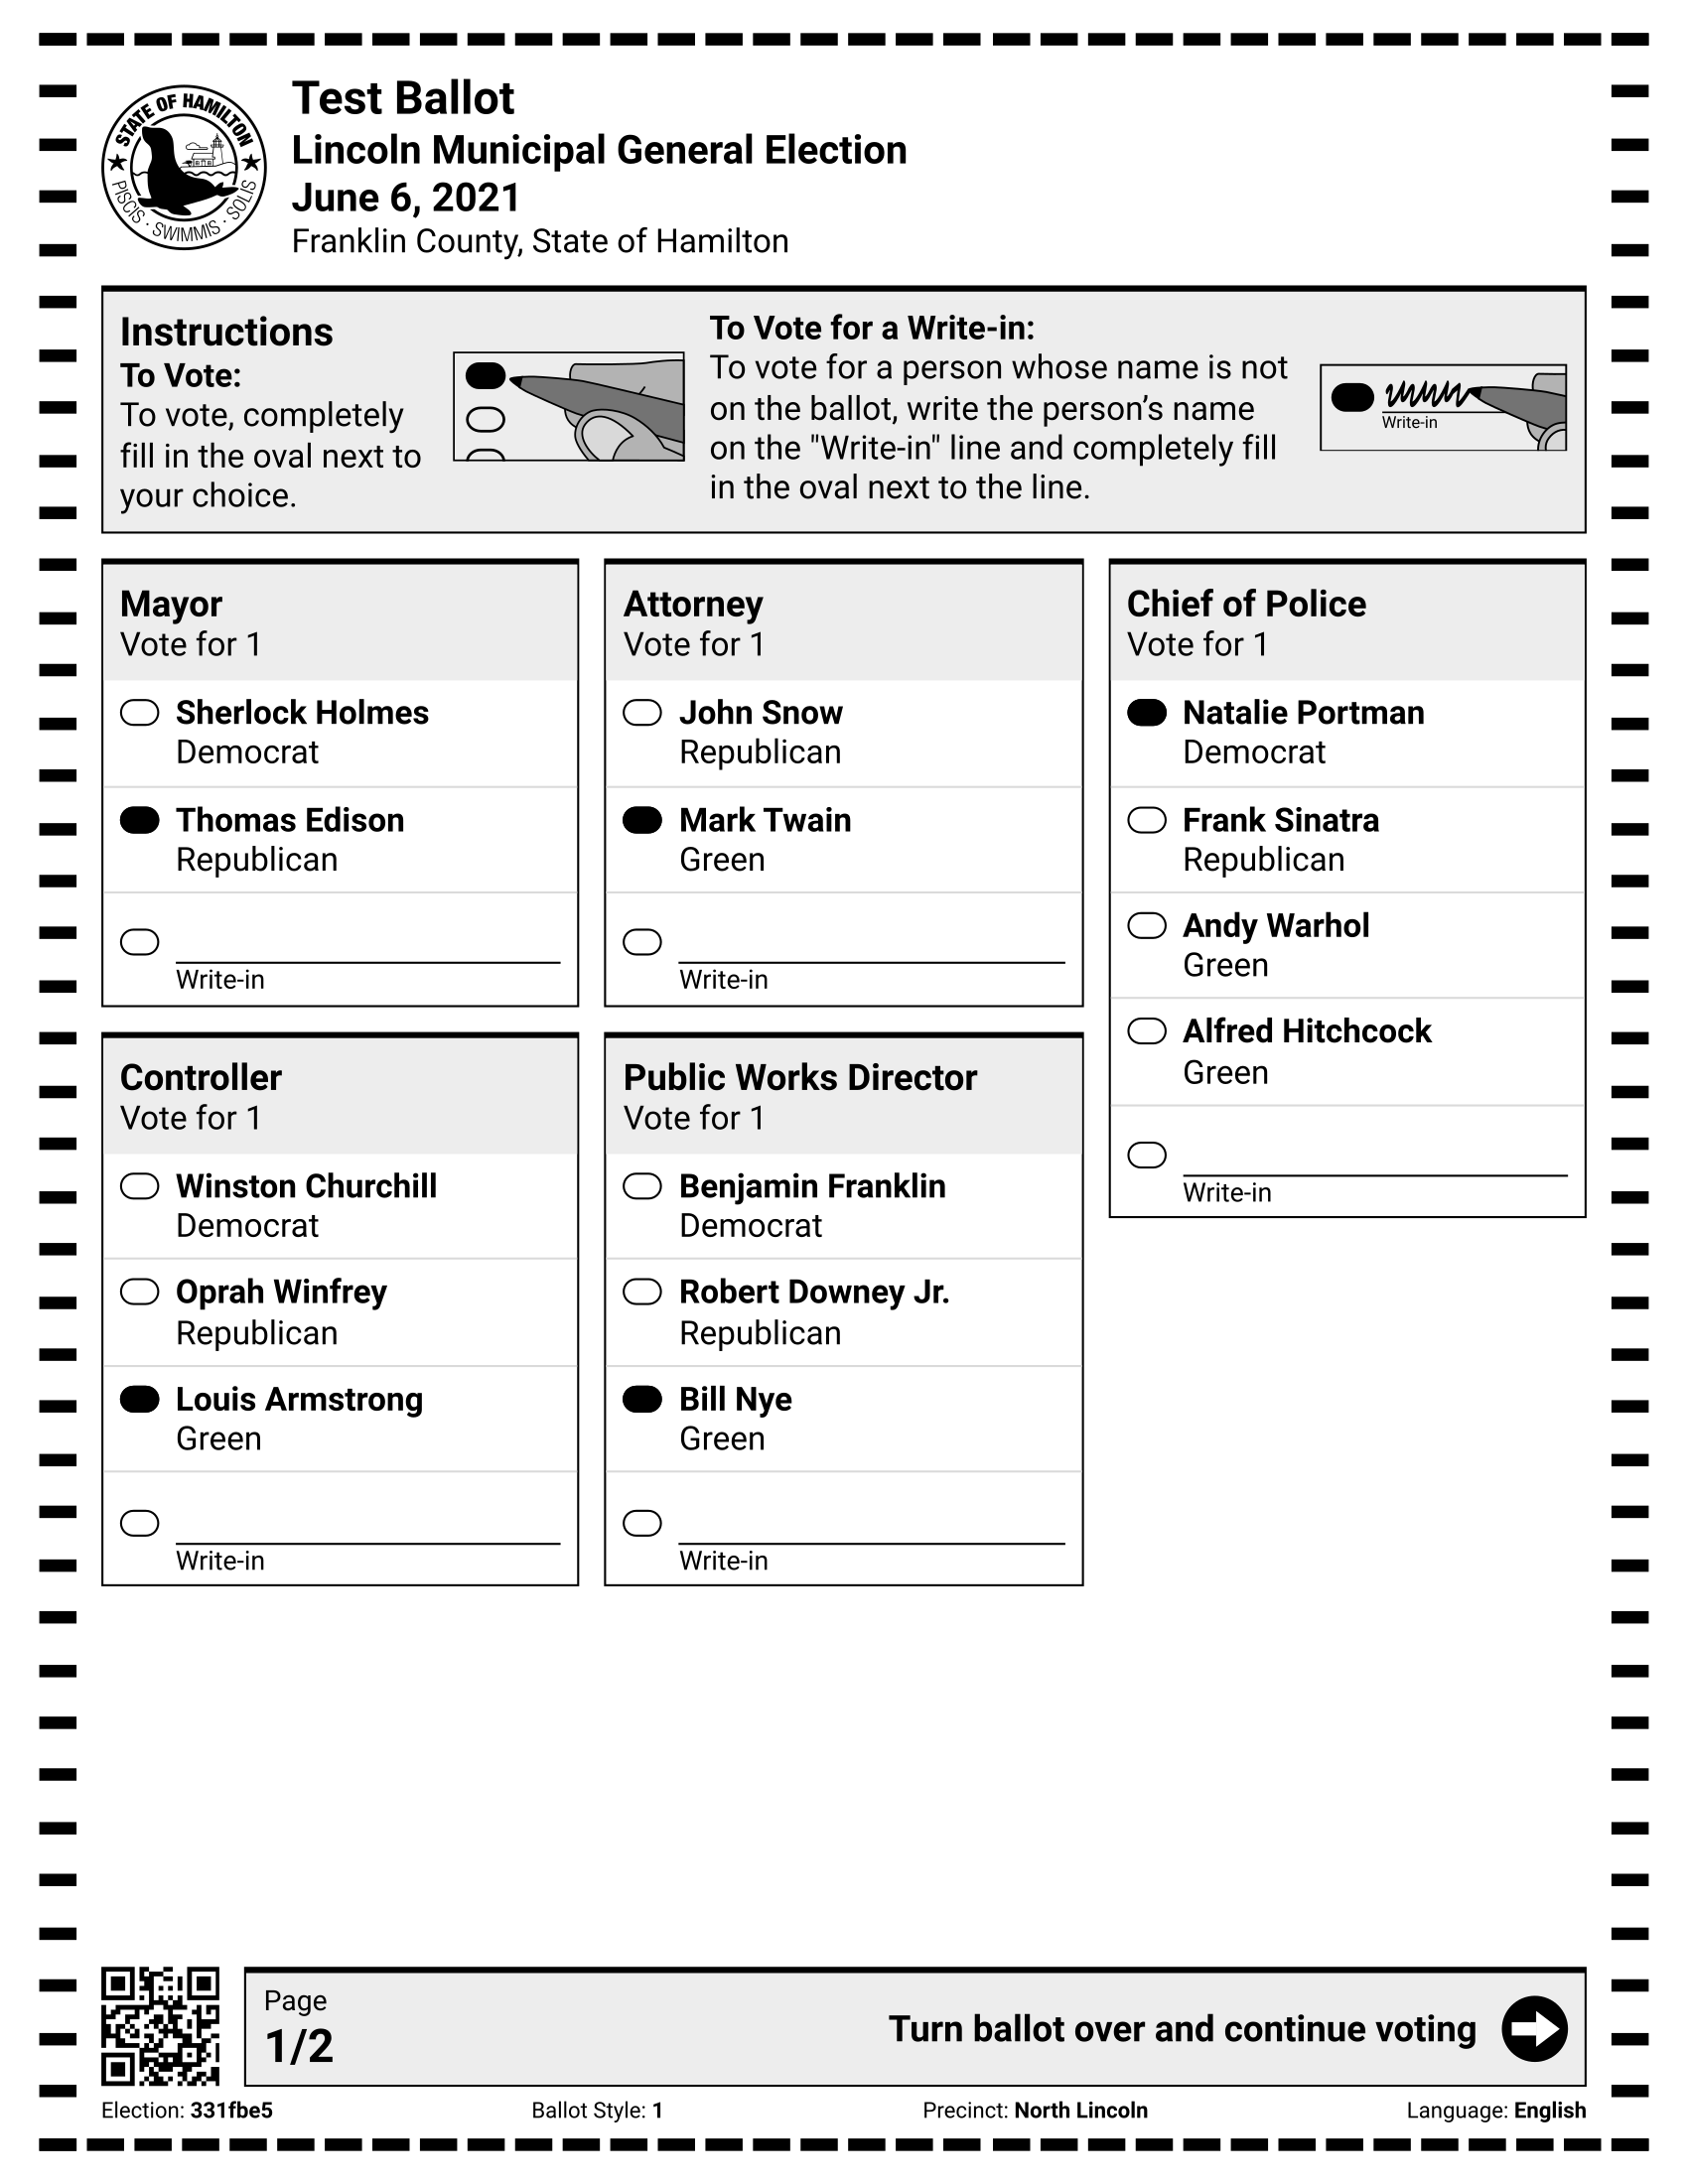 STATE OF HAMILTON
PISCIS · SWIMMIS · SOLIS
Test Ballot
Lincoln Municipal General Election
June 6, 2021
Franklin County, State of Hamilton
Instructions
To Vote:
To vote, completely
fill in the oval next to
your choice.
To Vote for a Write-in:
To vote for a person whose name is not
on the ballot, write the person’s name
on the "Write-in" line and completely fill
in the oval next to the line.
Write-in
Mayor
Vote for 1
Sherlock Holmes
Democrat
Thomas Edison
Republican
Write-in
Controller
Vote for 1
Winston Churchill
Democrat
Oprah Winfrey
Republican
Louis Armstrong
Green
Write-in
Attorney
Vote for 1
John Snow
Republican
Mark Twain
Green
Write-in
Public Works Director
Vote for 1
Benjamin Franklin
Democrat
Robert Downey Jr.
Republican
Bill Nye
Green
Write-in
Chief of Police
Vote for 1
Natalie Portman
Democrat
Frank Sinatra
Republican
Andy Warhol
Green
Alfred Hitchcock
Green
Write-in
Page
1/2
Turn ballot over and continue voting
Election: 331fbe5 Ballot Style: 1 Precinct: North Lincoln Language: English